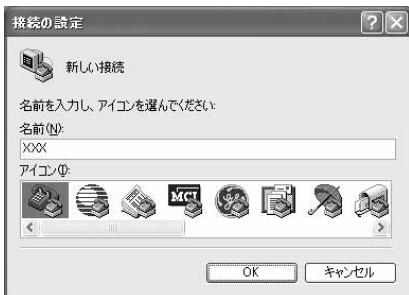 接続の設定
新しい接続
名前を入力し、アイコンを選んでください:
名前(N):
XXX
アイコン(I):
MCI
OK キャンセル